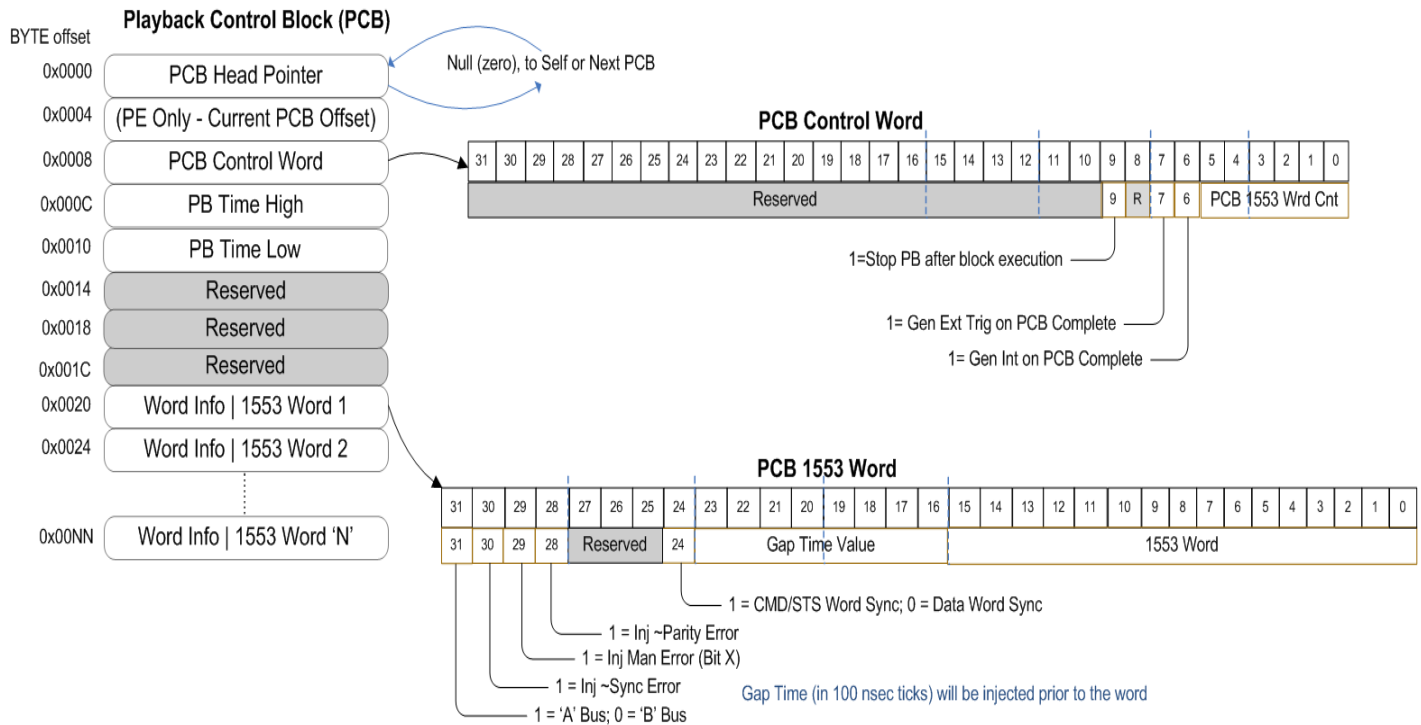 Playback Control Block (PCB)
BYTE offset
0x0000 PCB Head Pointer
Null (zero), to Self or Next PCB
0x0004 (PE Only - Current PCB Offset)
0x0008 PCB Control Word
0x000C PB Time High
0x0010 PB Time Low
0x0014 Reserved
0x0018 Reserved
0x001C Reserved
0x0020 Word Info | 1553 Word 1
0x0024 Word Info | 1553 Word 2
0x00NN Word Info | 1553 Word ‘N’
PCB Control Word
31 30 29 28 27 26 25 24 23 22 21 20 19 18 17 16 15 14 13 12 11 10 9 8 7 6 5 4 3 2 1 0
Reserved 9 R 7 6 PCB 1553 Wrd Cnt
1=Stop PB after block execution
1= Gen Ext Trig on PCB Complete
1= Gen Int on PCB Complete
PCB 1553 Word
31 30 29 28 27 26 25 24 23 22 21 20 19 18 17 16 15 14 13 12 11 10 9 8 7 6 5 4 3 2 1 0
31 30 29 28 Reserved 24 Gap Time Value 1553 Word
1 = CMD/STS Word Sync; 0 = Data Word Sync
1 = Inj ~Parity Error
1 = Inj Man Error (Bit X)
1 = Inj ~Sync Error
1 = ‘A’ Bus; 0 = ‘B’ Bus
Gap Time (in 100 nsec ticks) will be injected prior to the word